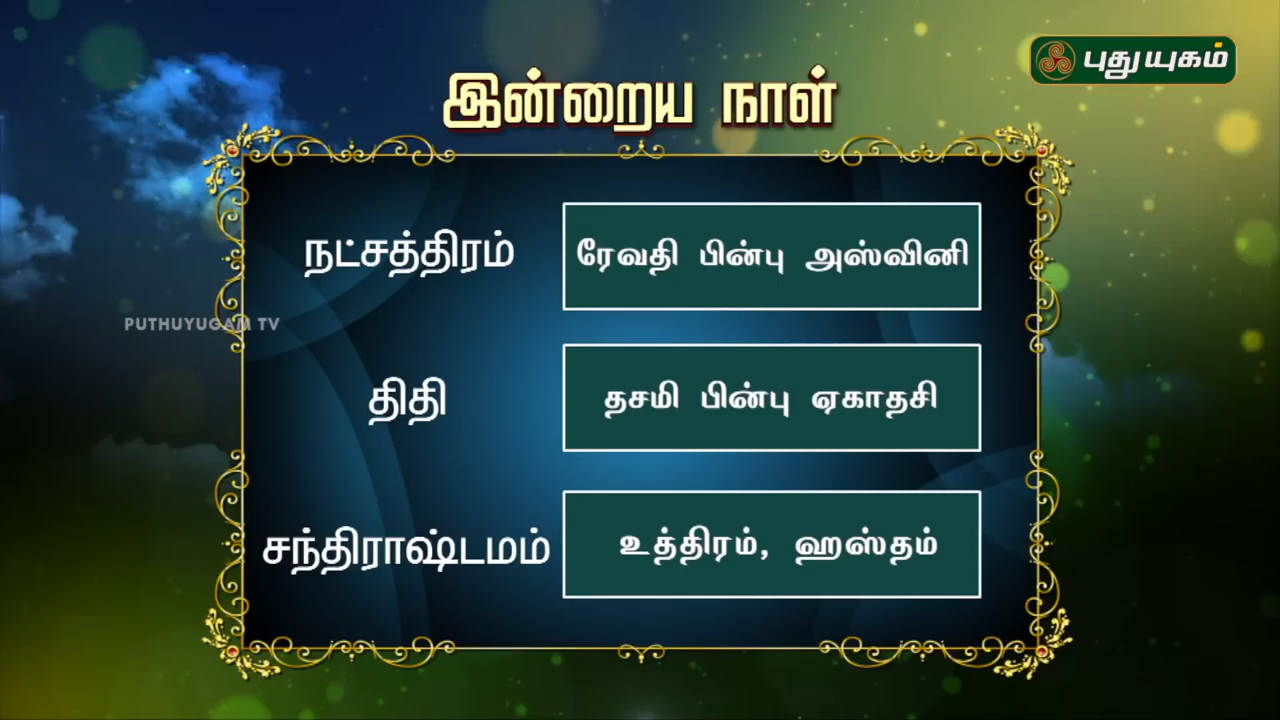 புதுயுகம்
இன்றைய நாள்
நட்சத்திரம்
ரேவதி பின்பு அஸ்வினி
PUTHUYUGAM TV
திதி
தசமி பின்பு ஏகாதசி
சந்திராஷ்டமம்
உத்திரம், ஹஸ்தம்